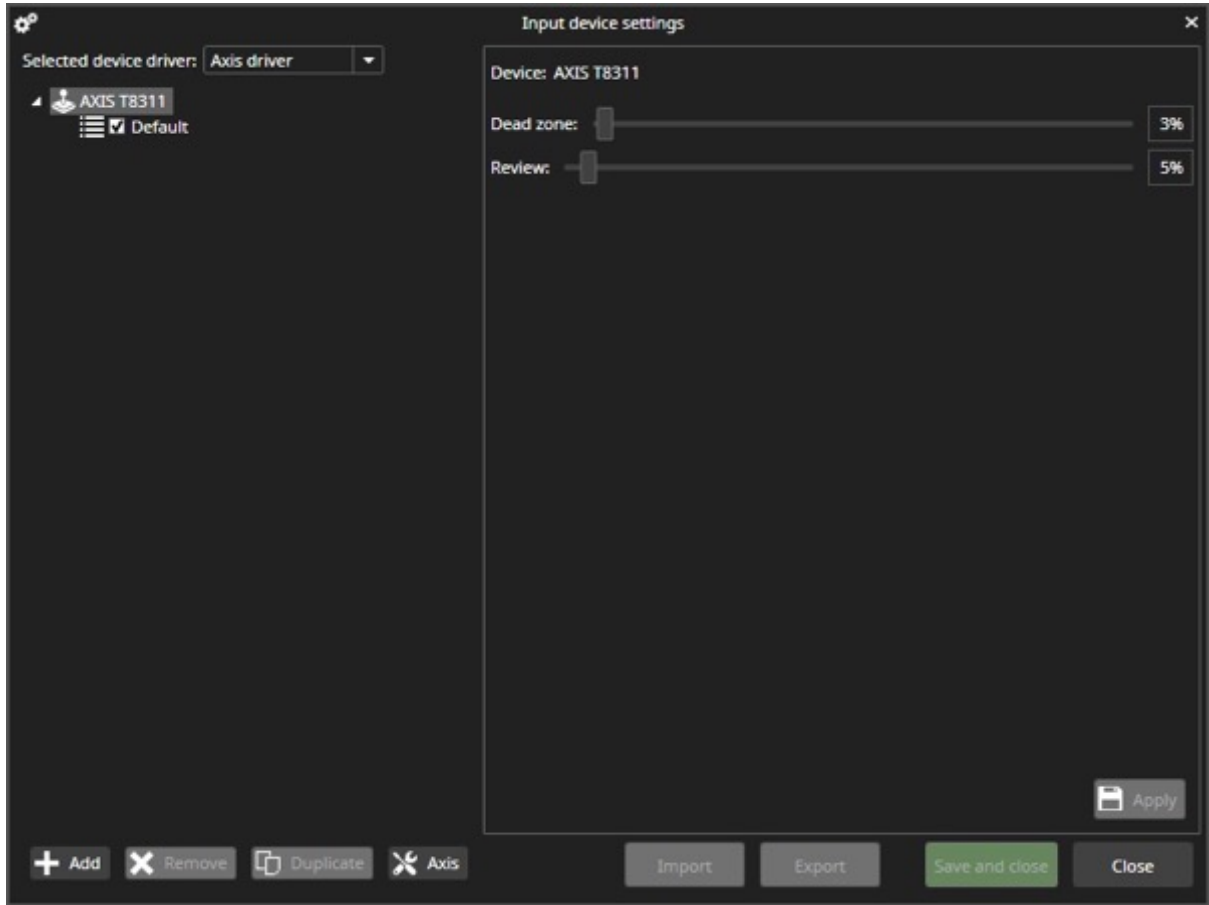 Input device settings
Selected device driver: Axis driver
AXIS T8311
Default
Device: AXIS T8311
Dead zone: 3%
Review: 5%
Apply
Add Remove Duplicate Axis Import Export Save and close Close